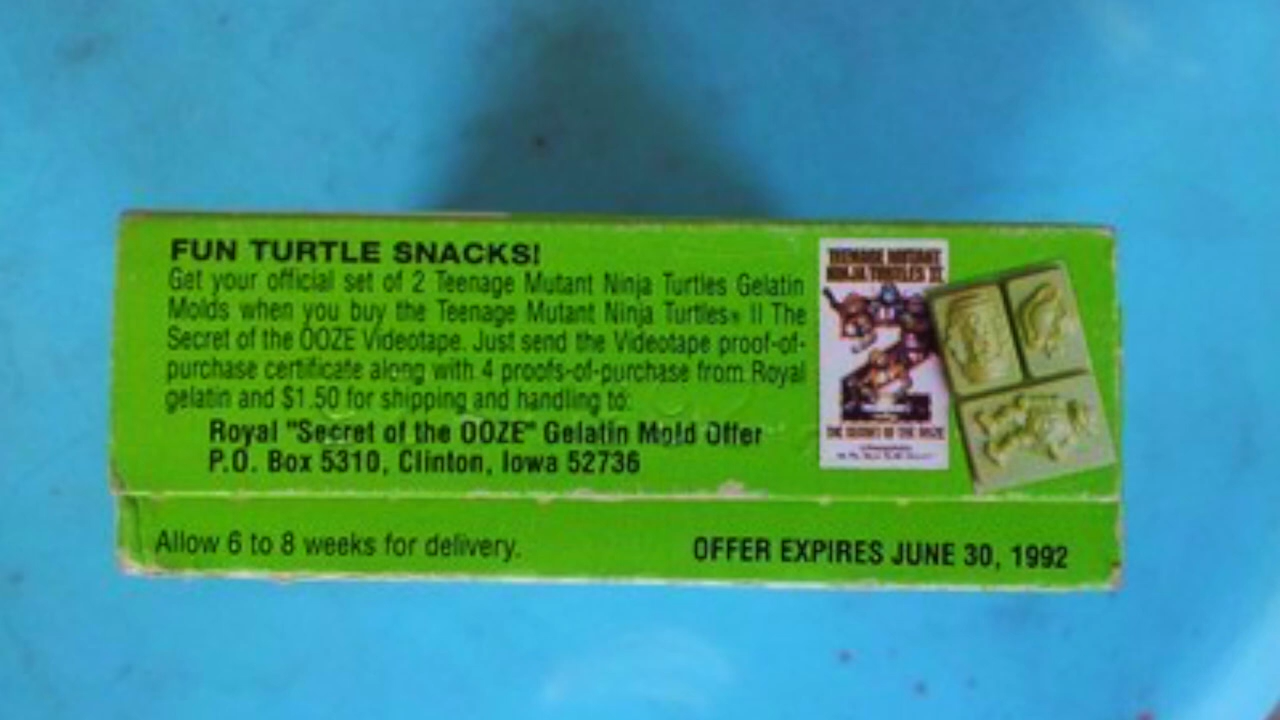 FUN TURTLE SNACKS!
Get your official set of 2 Teenage Mutant Ninja Turtles Gelatin
Molds when you buy the Teenage Mutant Ninja Turtles® II The
Secret of the OOZE Videotape. Just send the Videotape proof-of-
purchase certificate along with 4 proofs-of-purchase from Royal
gelatin and $1.50 for shipping and handling to:
Royal "Secret of the OOZE" Gelatin Mold Offer
P.O. Box 5310, Clinton, Iowa 52736
Allow 6 to 8 weeks for delivery.
OFFER EXPIRES JUNE 30, 1992
TEENAGE MUTANT
NINJA TURTLES II
2
THE SECRET OF THE OOZE